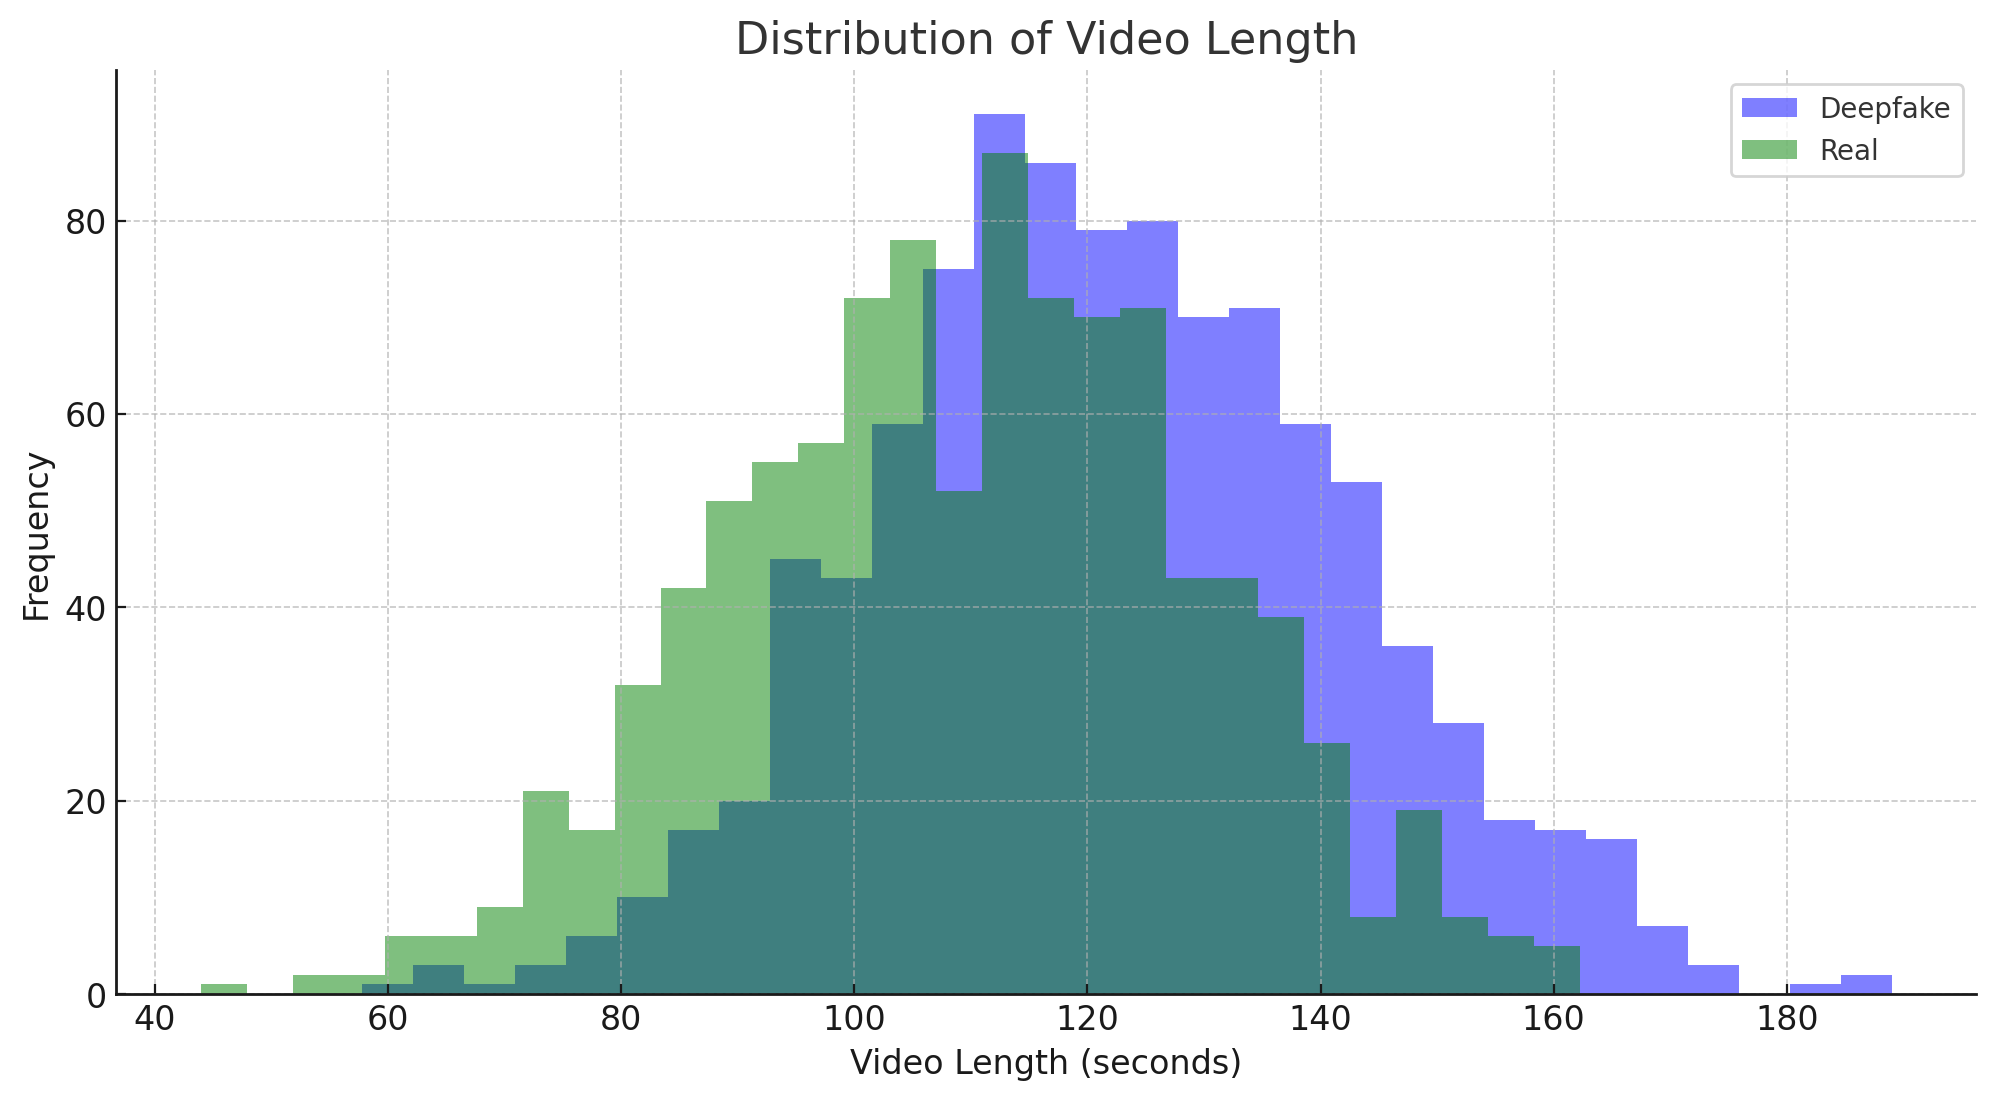 Distribution of Video Length
Deepfake
Real
80
60
40
20
0
Frequency
40 60 80 100 120 140 160 180
Video Length (seconds)